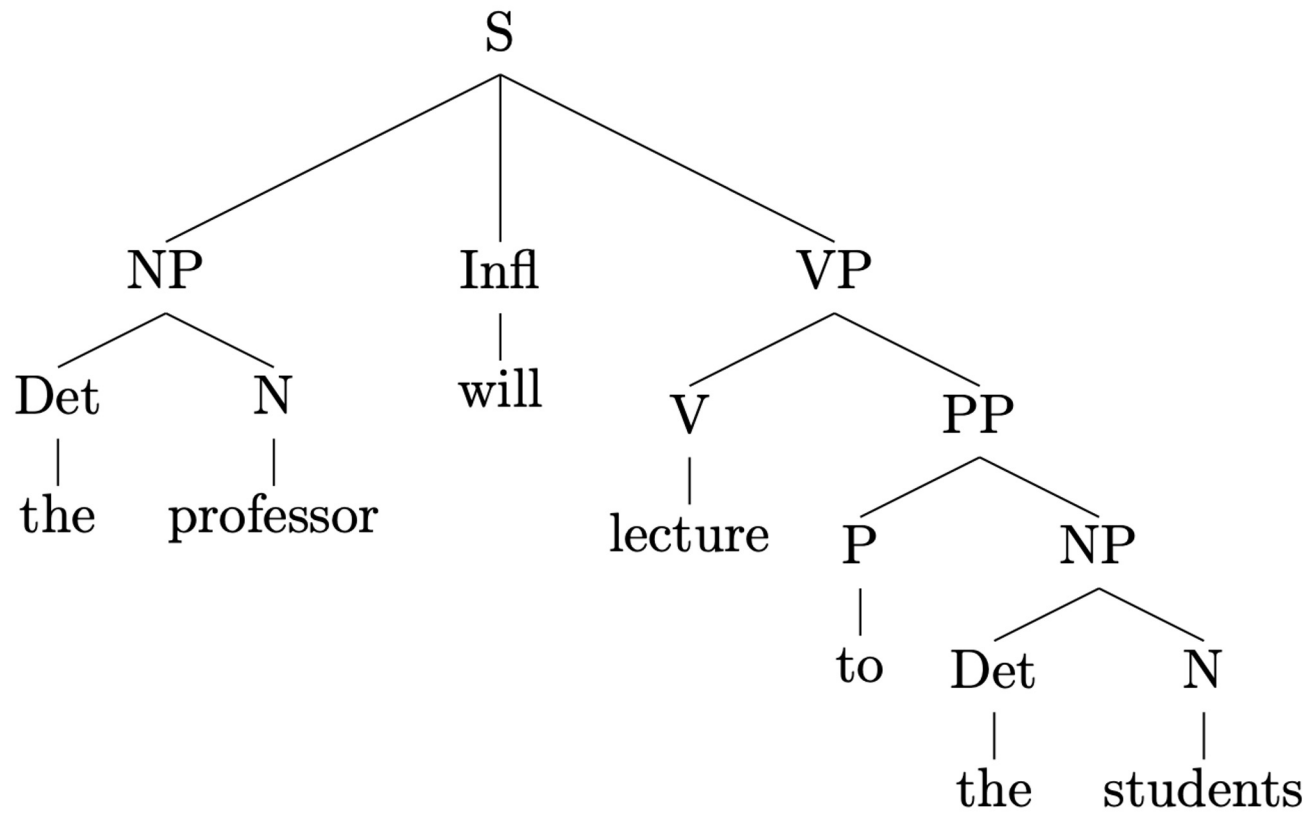 S
NP Infl VP
Det N will V PP
the professor lecture P NP
to Det N
the students